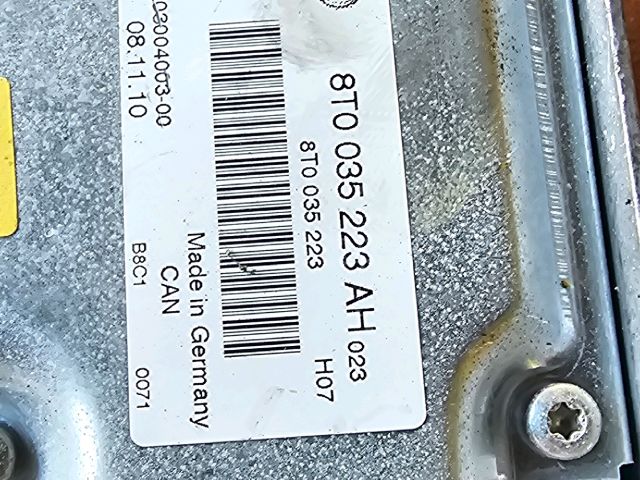 8T0 035 223 AH 023
8T0 035 223 H07
Made in Germany
CAN
08.11.10 B8C1 0071